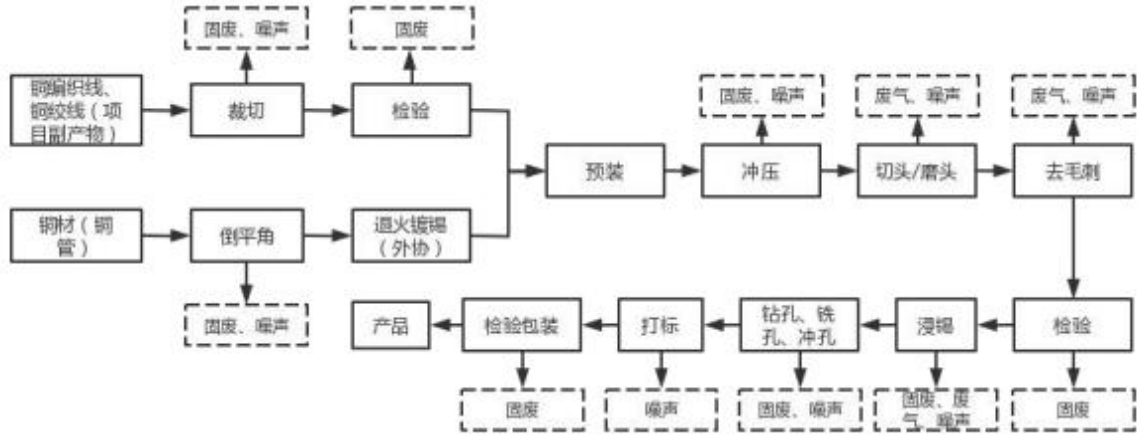 固废、噪声
固废
铜编织线、
铜绞线（项
目副产物）
裁切
检验
固废、噪声
废气、噪声
废气、噪声
预装
冲压
切头/磨头
去毛刺
铜材（铜
管）
倒平角
退火镀锡
（外协）
固废、噪声
产品
检验包装
打标
钻孔、铣
孔、冲孔
浸锡
检验
固废
噪声
固废、噪声
固废、废
气、噪声
固废